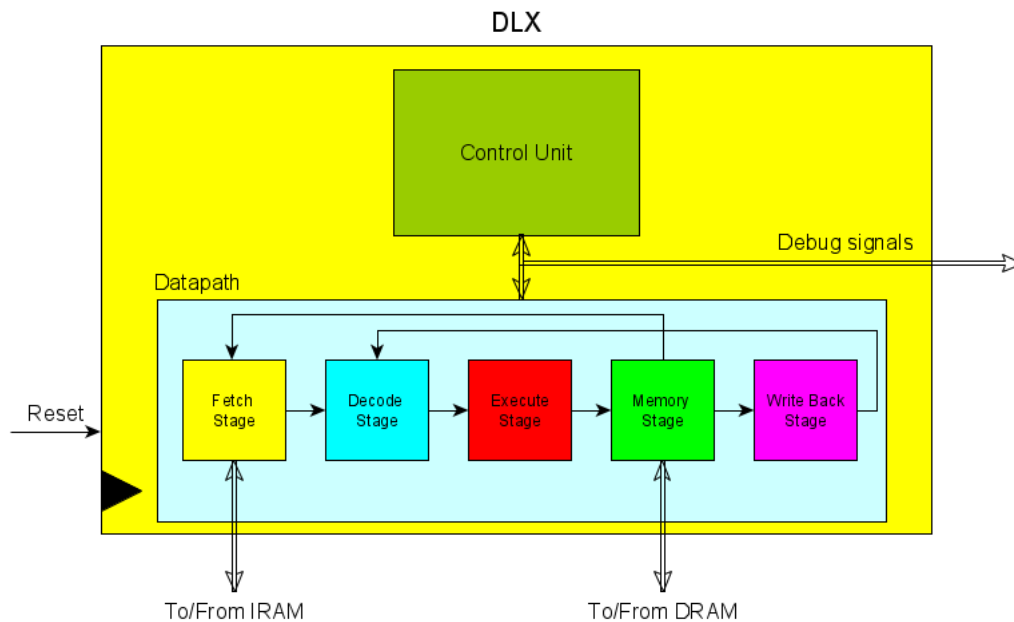 DLX
Control Unit
Debug signals
Datapath
Fetch
Stage
Decode
Stage
Execute
Stage
Memory
Stage
Write Back
Stage
Reset
To/From IRAM
To/From DRAM